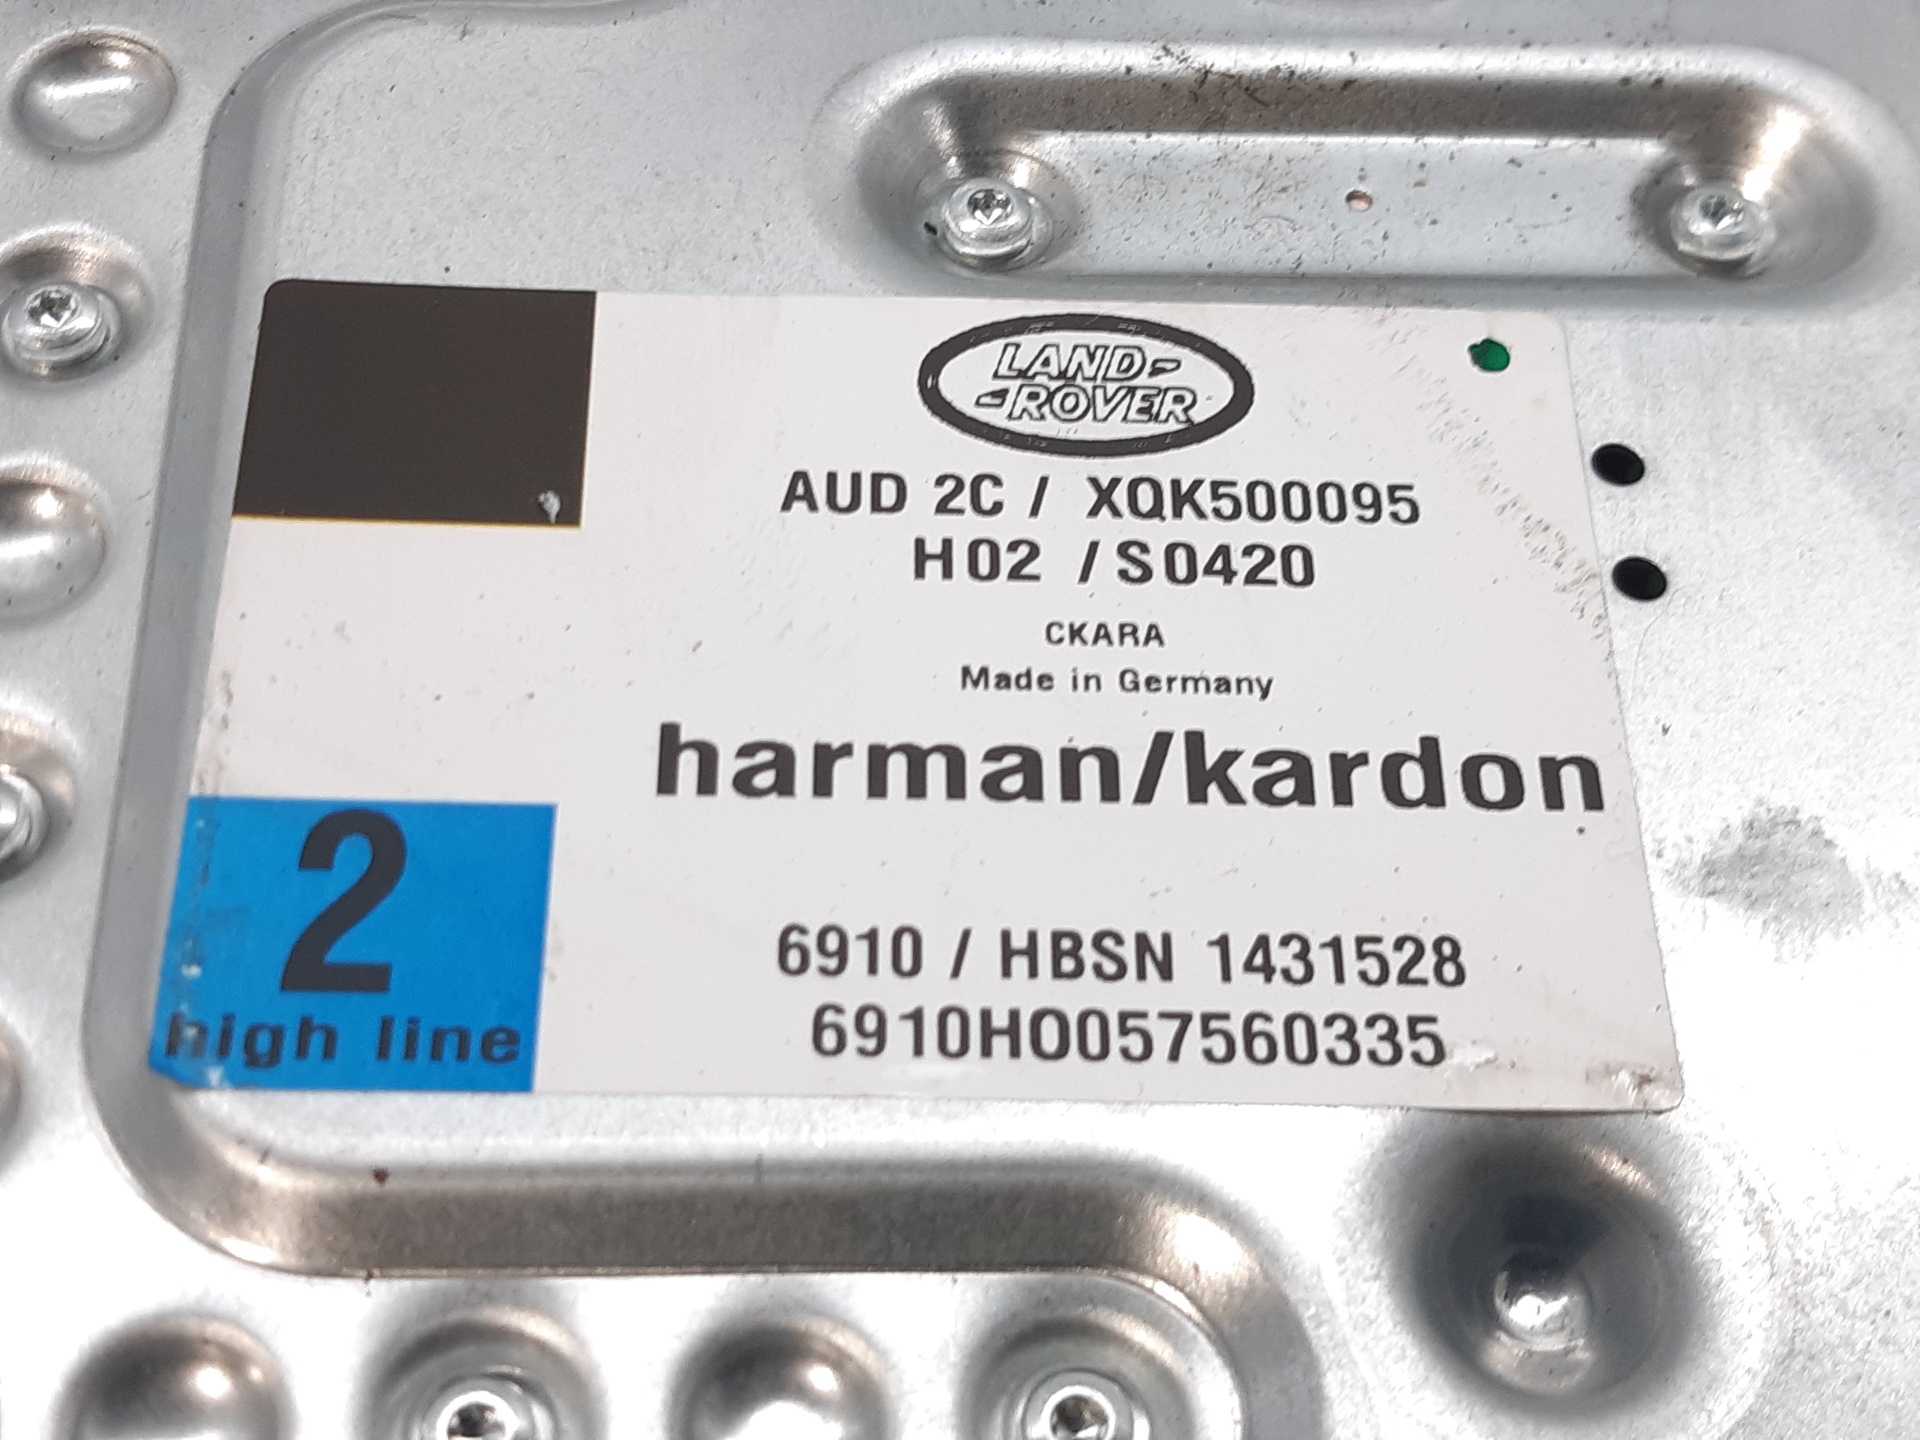 LAND-
-ROVER
AUD 2C / XQK500095
H02 /S0420
CKARA
Made in Germany
harman/kardon
2
high line
6910 / HBSN 1431528
6910HO057560335